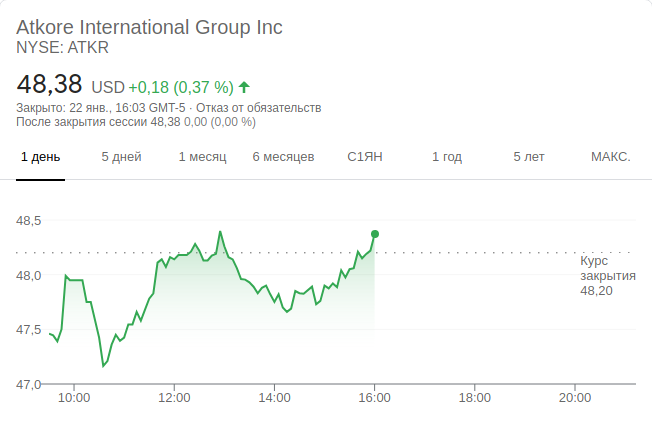 Atkore International Group Inc
NYSE: ATKR
48,38 USD +0,18 (0,37 %)
Закрыто: 22 янв., 16:03 GMT-5 · Отказ от обязательств
После закрытия сессии 48,38 0,00 (0,00 %)
1 день 5 дней 1 месяц 6 месяцев С1ЯН 1 год 5 лет МАКС.
48,5
48,0
47,5
47,0
Курс
закрытия
48,20
10:00 12:00 14:00 16:00 18:00 20:00